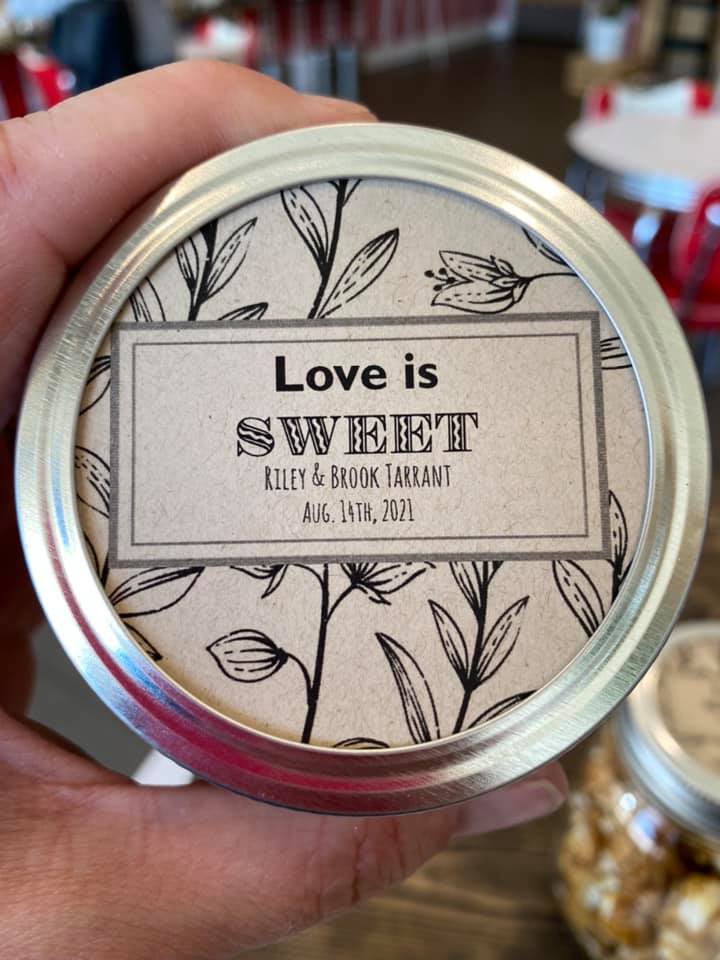 Love is
SWEET
RILEY & BROOK TARRANT
AUG. 14TH, 2021